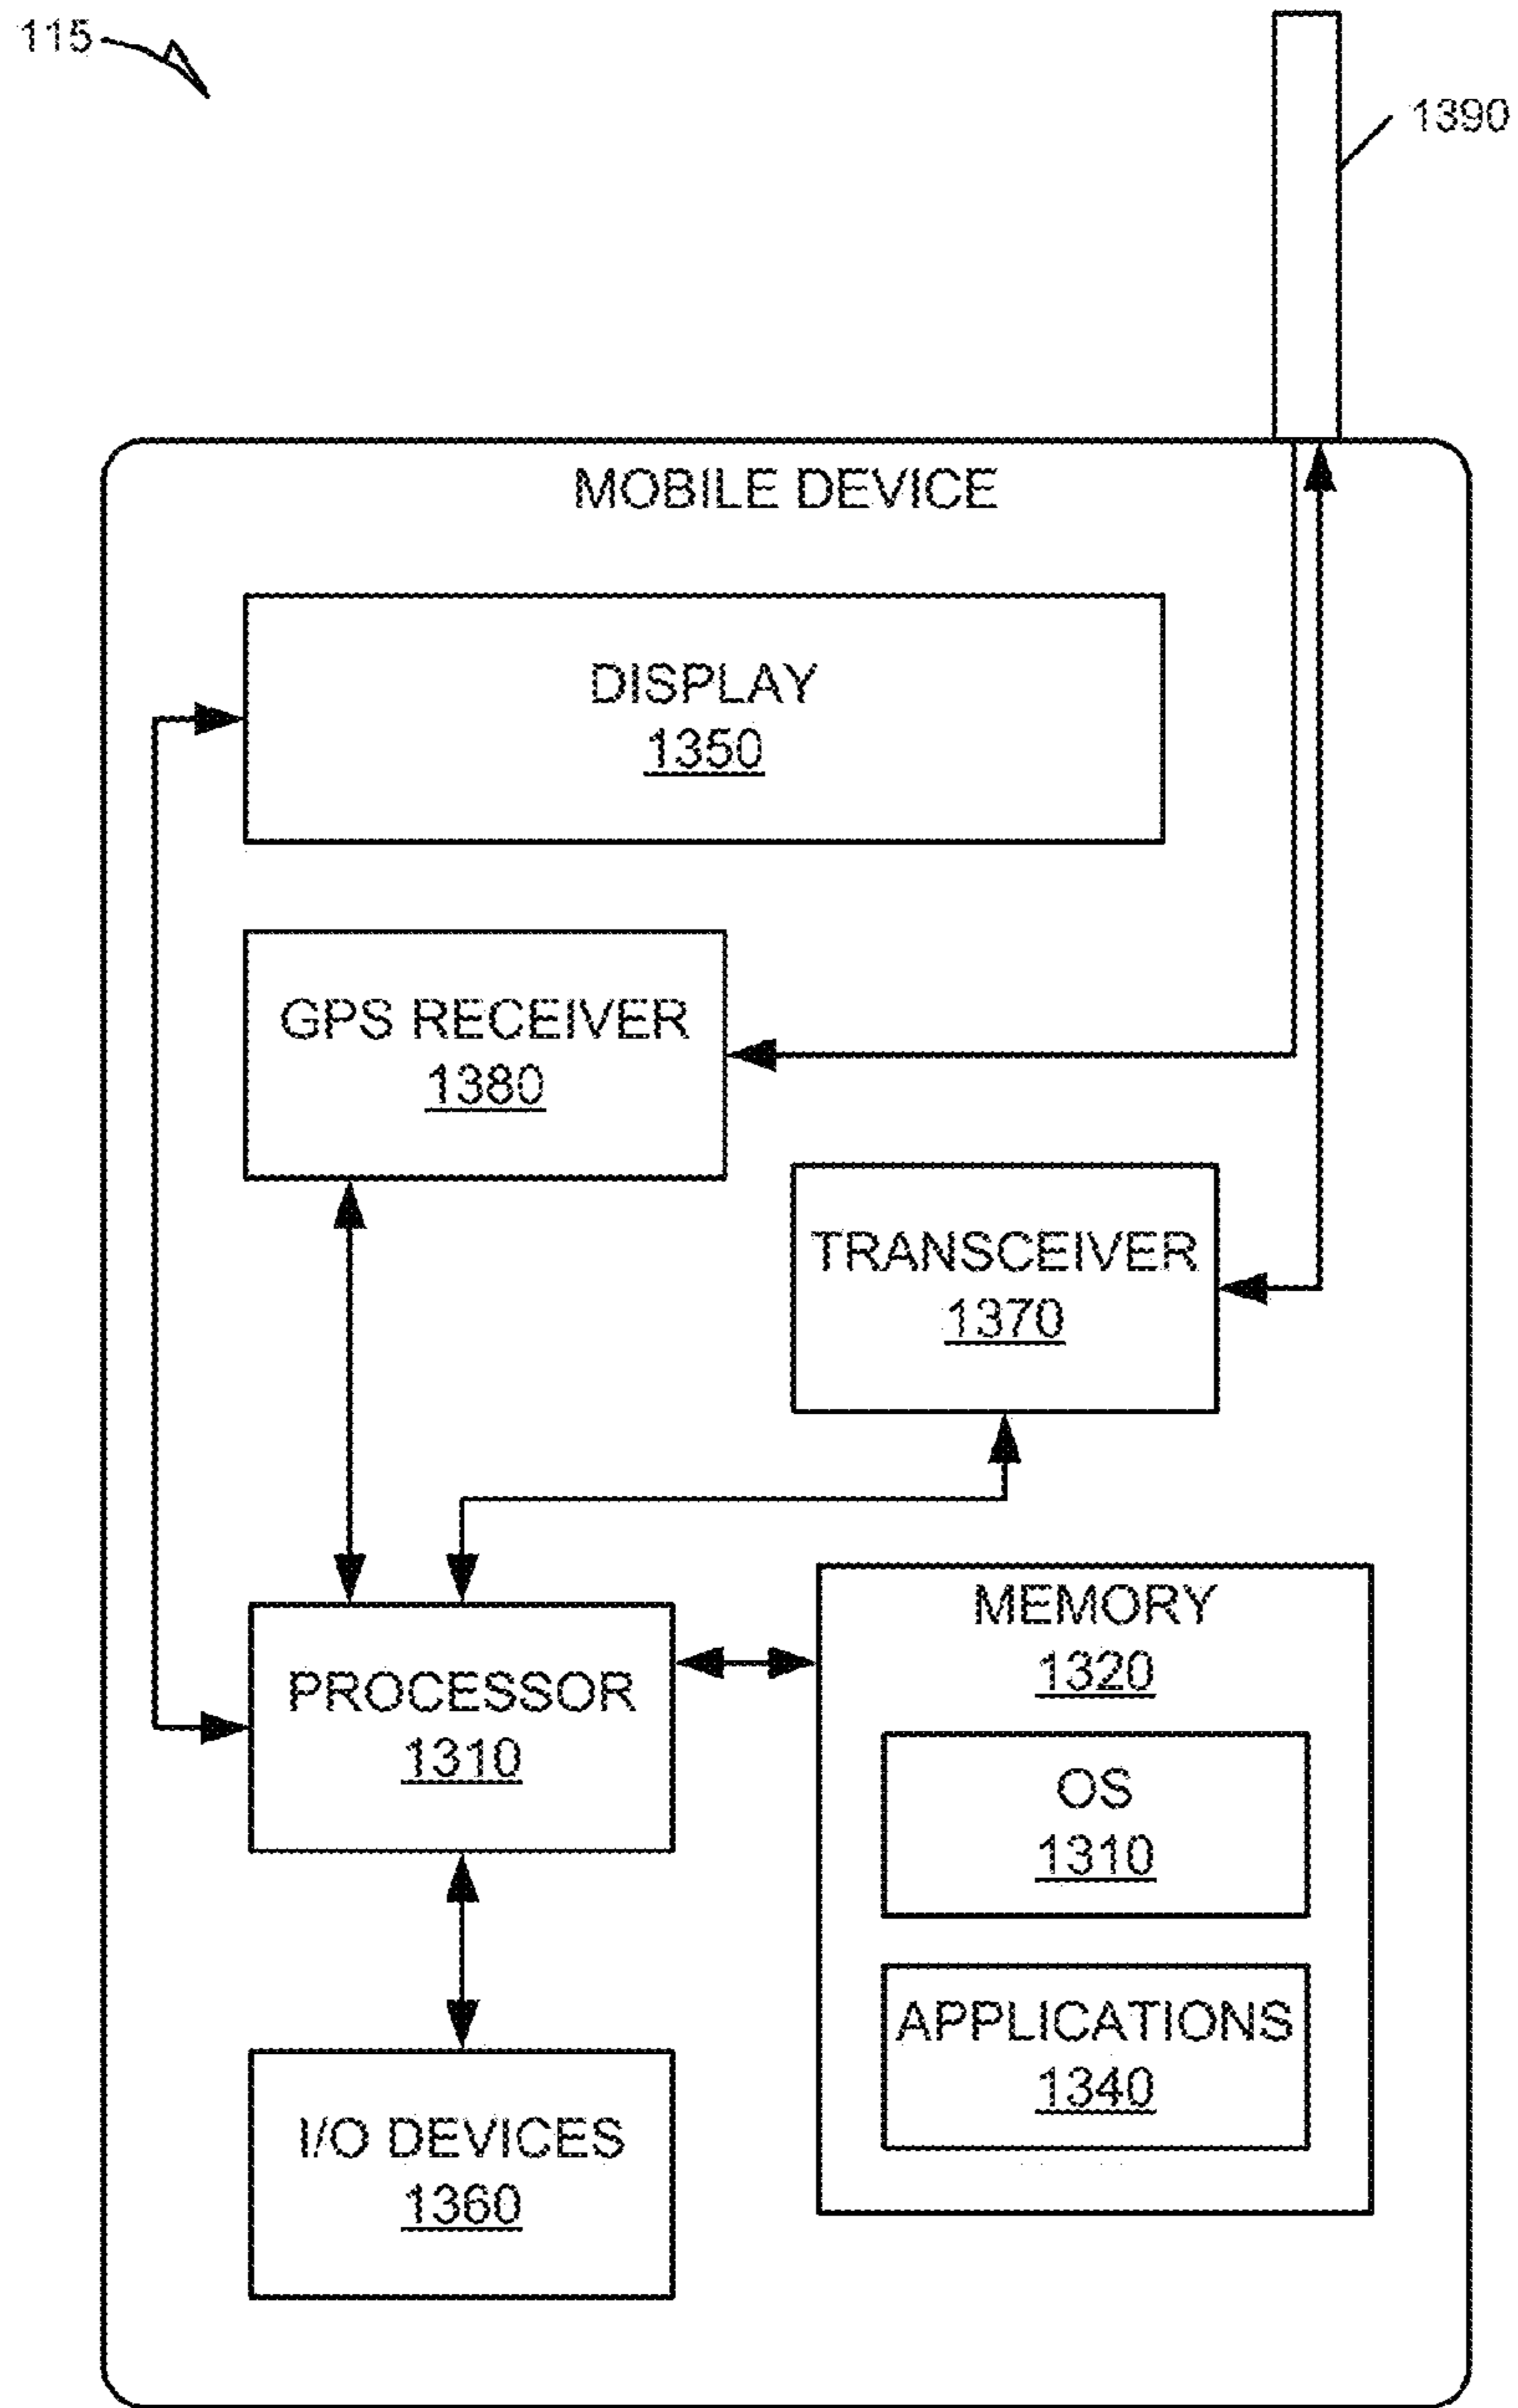 115
1390
MOBILE DEVICE
DISPLAY
1350
GPS RECEIVER
1380
TRANSCEIVER
1370
PROCESSOR
1310
MEMORY
1320
OS
1310
APPLICATIONS
1340
I/O DEVICES
1360